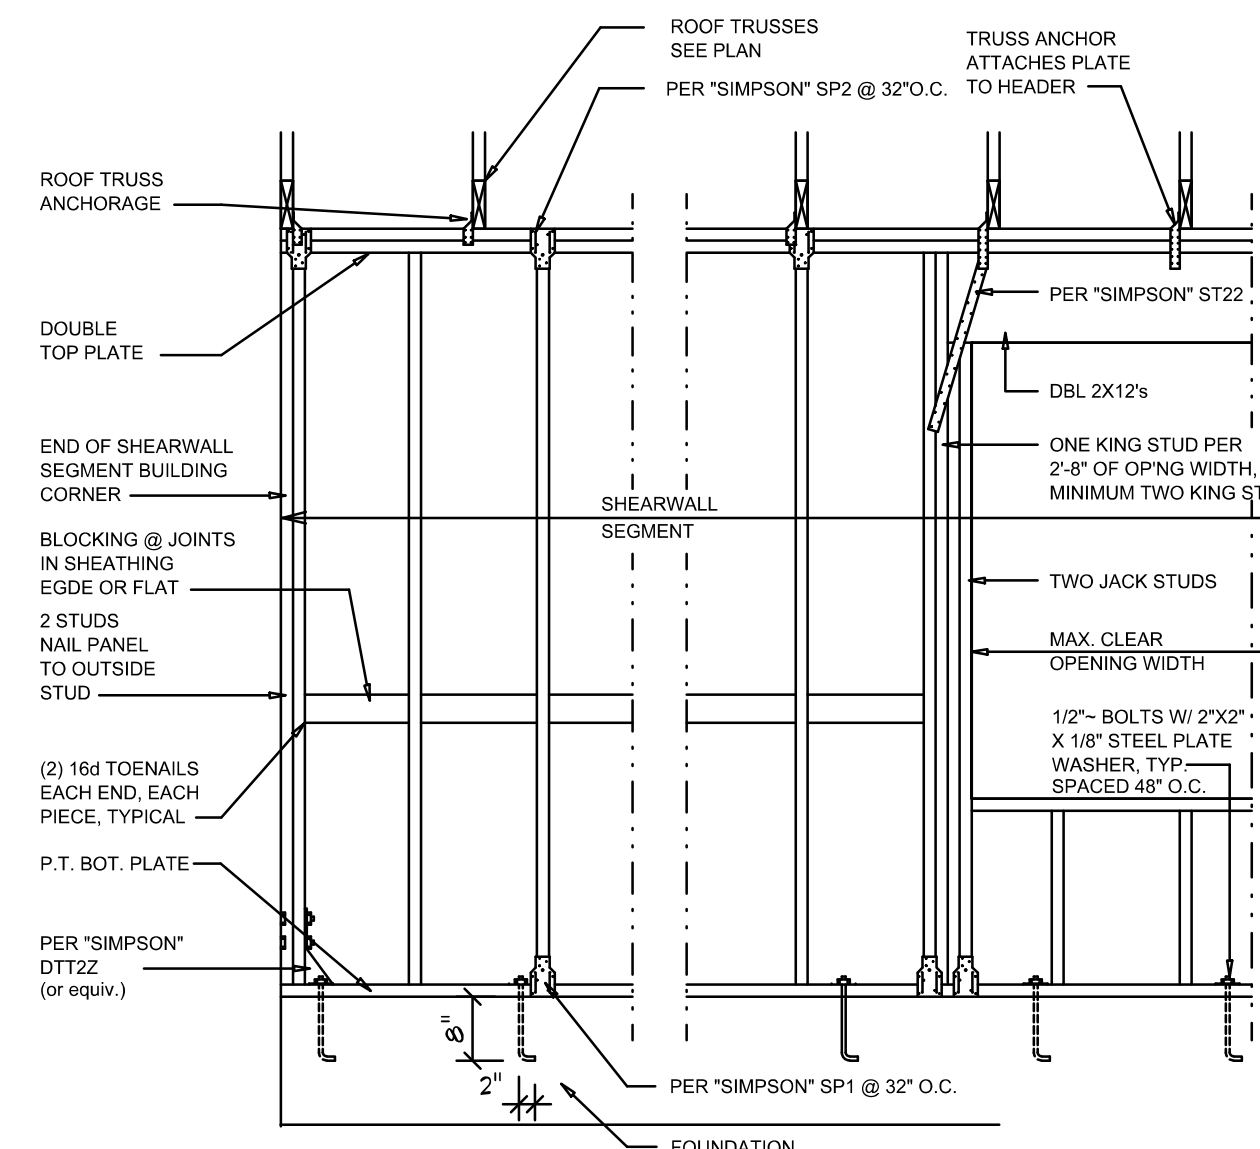 ROOF TRUSSES
SEE PLAN
PER "SIMPSON" SP2 @ 32"O.C.
TRUSS ANCHOR
ATTACHES PLATE
TO HEADER
ROOF TRUSS
ANCHORAGE
DOUBLE
TOP PLATE
END OF SHEARWALL
SEGMENT BUILDING
CORNER
BLOCKING @ JOINTS
IN SHEATHING
EGDE OR FLAT
2 STUDS
NAIL PANEL
TO OUTSIDE
STUD
(2) 16d TOENAILS
EACH END, EACH
PIECE, TYPICAL
P.T. BOT. PLATE
PER "SIMPSON"
DTT2Z
(or equiv.)
SHEARWALL
SEGMENT
PER "SIMPSON" ST22
DBL 2X12's
ONE KING STUD PER
2'-8" OF OP'NG WIDTH,
MINIMUM TWO KING ST
TWO JACK STUDS
MAX. CLEAR
OPENING WIDTH
1/2"~ BOLTS W/ 2"X2"
X 1/8" STEEL PLATE
WASHER, TYP.
SPACED 48" O.C.
8"
2"
PER "SIMPSON" SP1 @ 32" O.C.
FOUNDATION